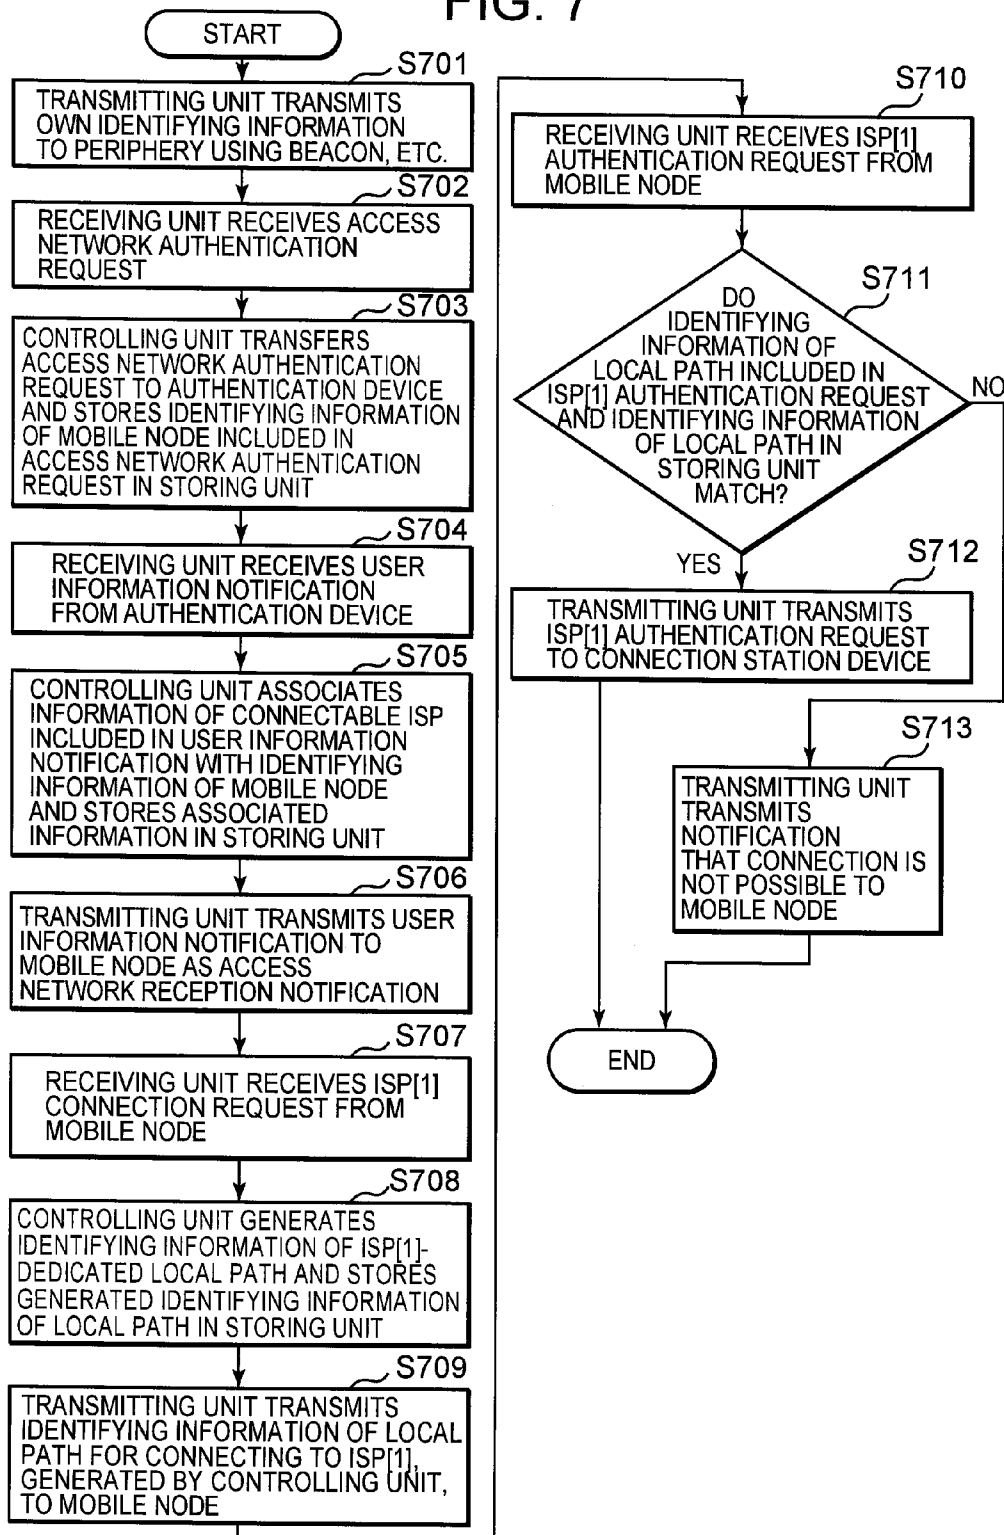 FIG. 7
START
S701
TRANSMITTING UNIT TRANSMITS
OWN IDENTIFYING INFORMATION
TO PERIPHERY USING BEACON, ETC.
S702
RECEIVING UNIT RECEIVES ACCESS
NETWORK AUTHENTICATION
REQUEST
S703
CONTROLLING UNIT TRANSFERS
ACCESS NETWORK AUTHENTICATION
REQUEST TO AUTHENTICATION DEVICE
AND STORES IDENTIFYING INFORMATION
OF MOBILE NODE INCLUDED IN
ACCESS NETWORK AUTHENTICATION
REQUEST IN STORING UNIT
S704
RECEIVING UNIT RECEIVES USER
INFORMATION NOTIFICATION
FROM AUTHENTICATION DEVICE
S705
CONTROLLING UNIT ASSOCIATES
INFORMATION OF CONNECTABLE ISP
INCLUDED IN USER INFORMATION
NOTIFICATION WITH IDENTIFYING
INFORMATION OF MOBILE NODE
AND STORES ASSOCIATED
INFORMATION IN STORING UNIT
S706
TRANSMITTING UNIT TRANSMITS USER
INFORMATION NOTIFICATION TO
MOBILE NODE AS ACCESS
NETWORK RECEPTION NOTIFICATION
S707
RECEIVING UNIT RECEIVES ISP[1]
CONNECTION REQUEST FROM
MOBILE NODE
S708
CONTROLLING UNIT GENERATES
IDENTIFYING INFORMATION OF ISP[1]-
DEDICATED LOCAL PATH AND STORES
GENERATED IDENTIFYING INFORMATION
OF LOCAL PATH IN STORING UNIT
S709
TRANSMITTING UNIT TRANSMITS
IDENTIFYING INFORMATION OF LOCAL
PATH FOR CONNECTING TO ISP[1],
GENERATED BY CONTROLLING UNIT,
TO MOBILE NODE
S710
RECEIVING UNIT RECEIVES ISP[1]
AUTHENTICATION REQUEST FROM
MOBILE NODE
S711
DO
IDENTIFYING
INFORMATION OF
LOCAL PATH INCLUDED IN
ISP[1] AUTHENTICATION REQUEST
AND IDENTIFYING INFORMATION
OF LOCAL PATH IN
STORING UNIT
MATCH?
NO
YES
S712
TRANSMITTING UNIT TRANSMITS
ISP[1] AUTHENTICATION REQUEST
TO CONNECTION STATION DEVICE
S713
TRANSMITTING UNIT
TRANSMITS
NOTIFICATION
THAT CONNECTION IS
NOT POSSIBLE TO
MOBILE NODE
END